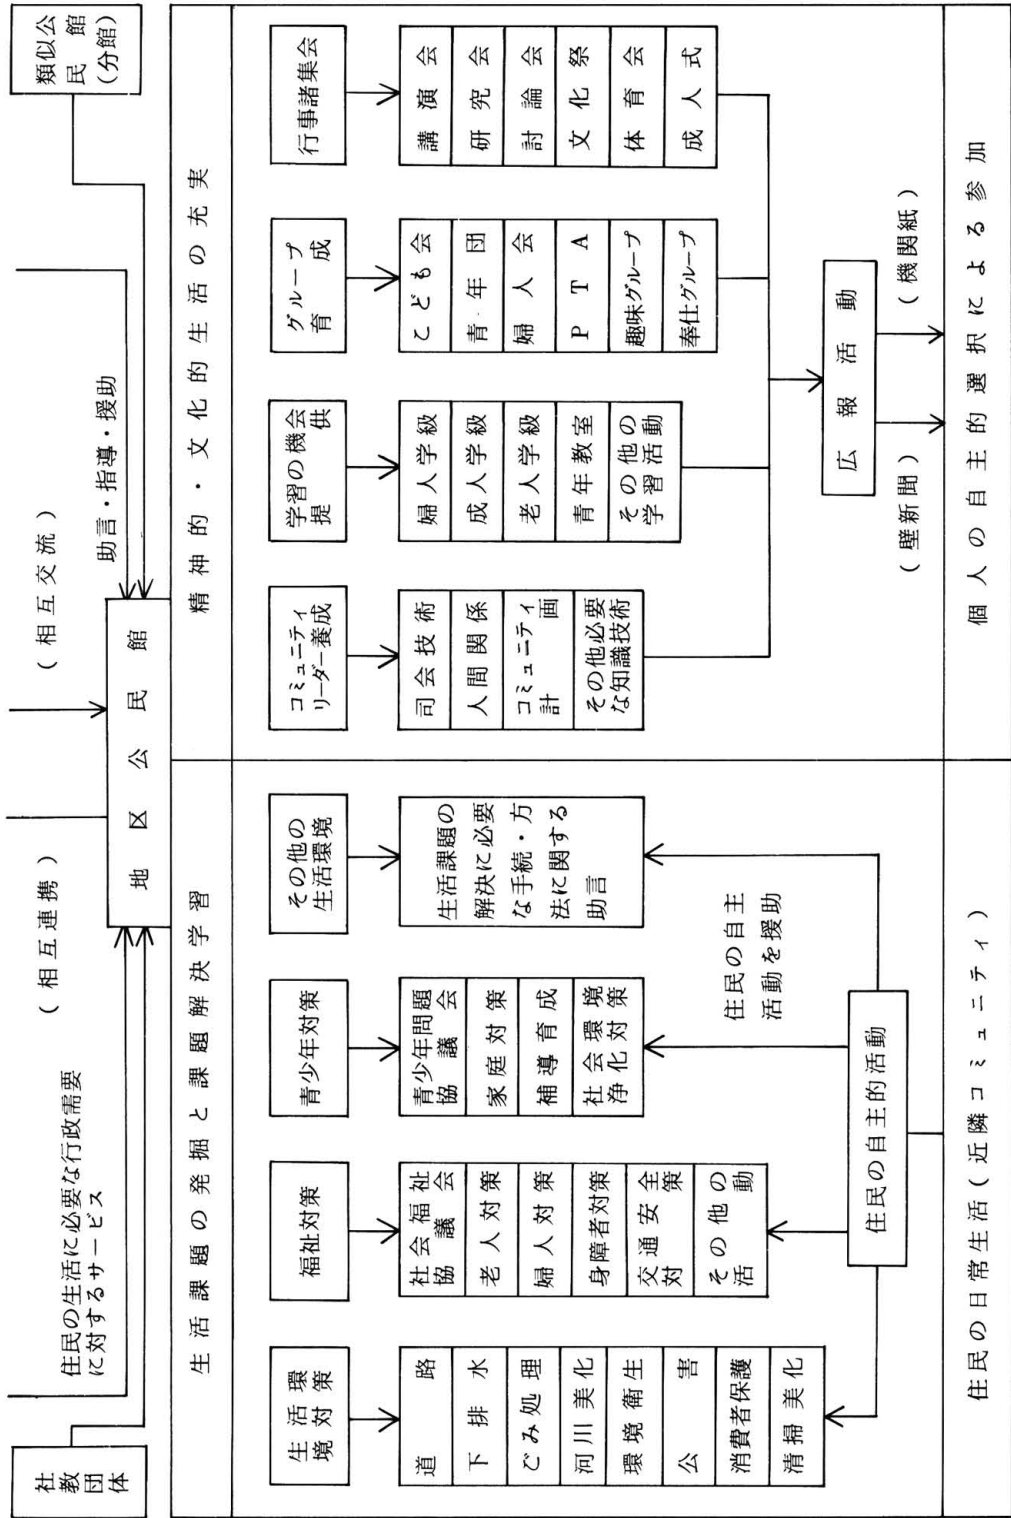 社教
団体
住民の生活に必要な行政需要
に対するサービス
(相互連携)
(相互交流)
助言・指導・援助
類似公
民館
(分館)
地区公民館
生活課題の発掘と課題解決学習
精神的・文化的生活の充実
生活環
境対策
道路
下排水
ごみ処理
河川美化
環境衛生
公害
消費者保護
清掃美化
福祉対策
社会福祉
協議会
老人対策
婦人対策
身障者対策
交通安全
対策
その他の
活動
青少年対策
青少年問題
協議会
家庭対策
補導育成
社会環境
浄化対策
その他の
生活環境
生活課題の
解決に必要
な手続・方
法に関する
助言
住民の自主
活動を援助
住民の自主的活動
コミュニティ
リーダー養成
司会技術
人間関係
コミュニティ
計画
その他必要
な知識技術
学習の機会
提供
婦人学級
成人学級
老人学級
青年教室
その他の
学習活動
グループ
育成
こども会
青年団
婦人会
PTA
趣味グループ
奉仕グループ
行事諸集会
講演会
研究会
討論会
文化祭
体育会
成人式
広報活動
(壁新聞)
(機関紙)
住民の日常生活(近隣コミュニティ)
個人の自主的選択による参加